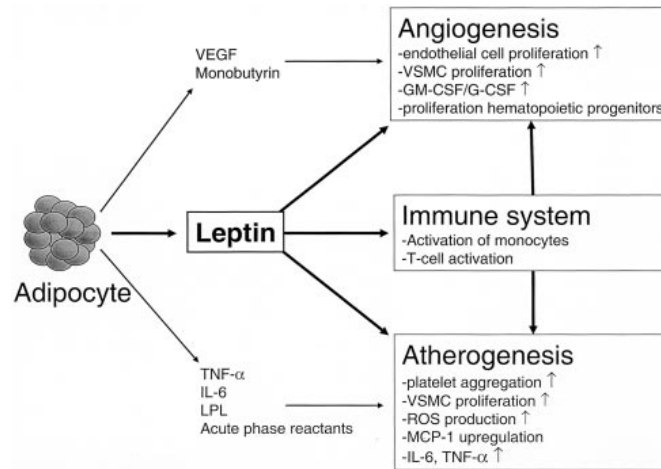 Angiogenesis
-endothelial cell proliferation ↑
-VSMC proliferation ↑
-GM-CSF/G-CSF ↑
-proliferation hematopoietic progenitors
VEGF
Monobutyrin
Adipocyte
Leptin
Immune system
-Activation of monocytes
-T-cell activation
TNF-α
IL-6
LPL
Acute phase reactants
Atherogenesis
-platelet aggregation ↑
-VSMC proliferation ↑
-ROS production ↑
-MCP-1 upregulation
-IL-6, TNF-α ↑